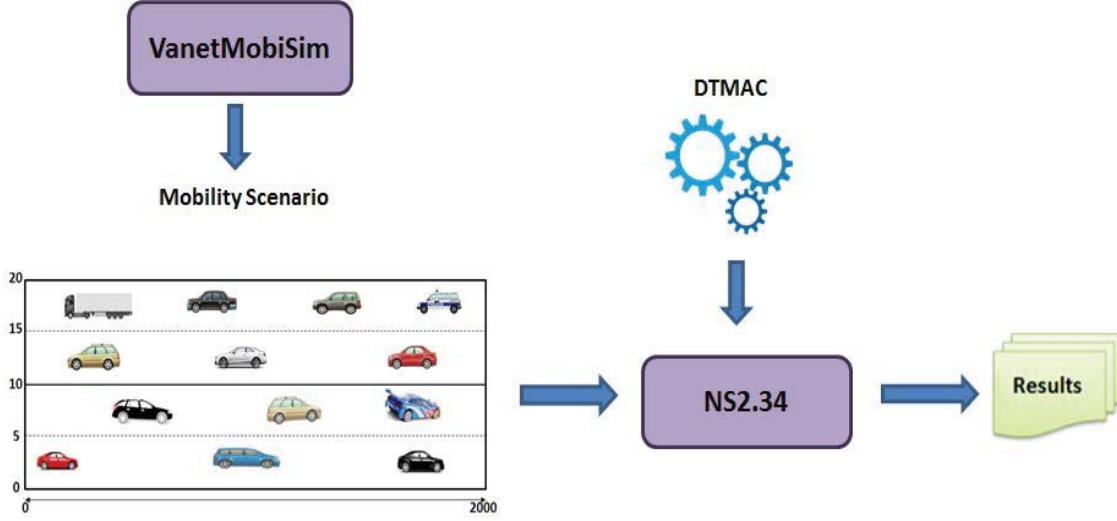 VanetMobiSim
DTMAC
Mobility Scenario
20
15
10
5
0
0
2000
NS2.34
Results